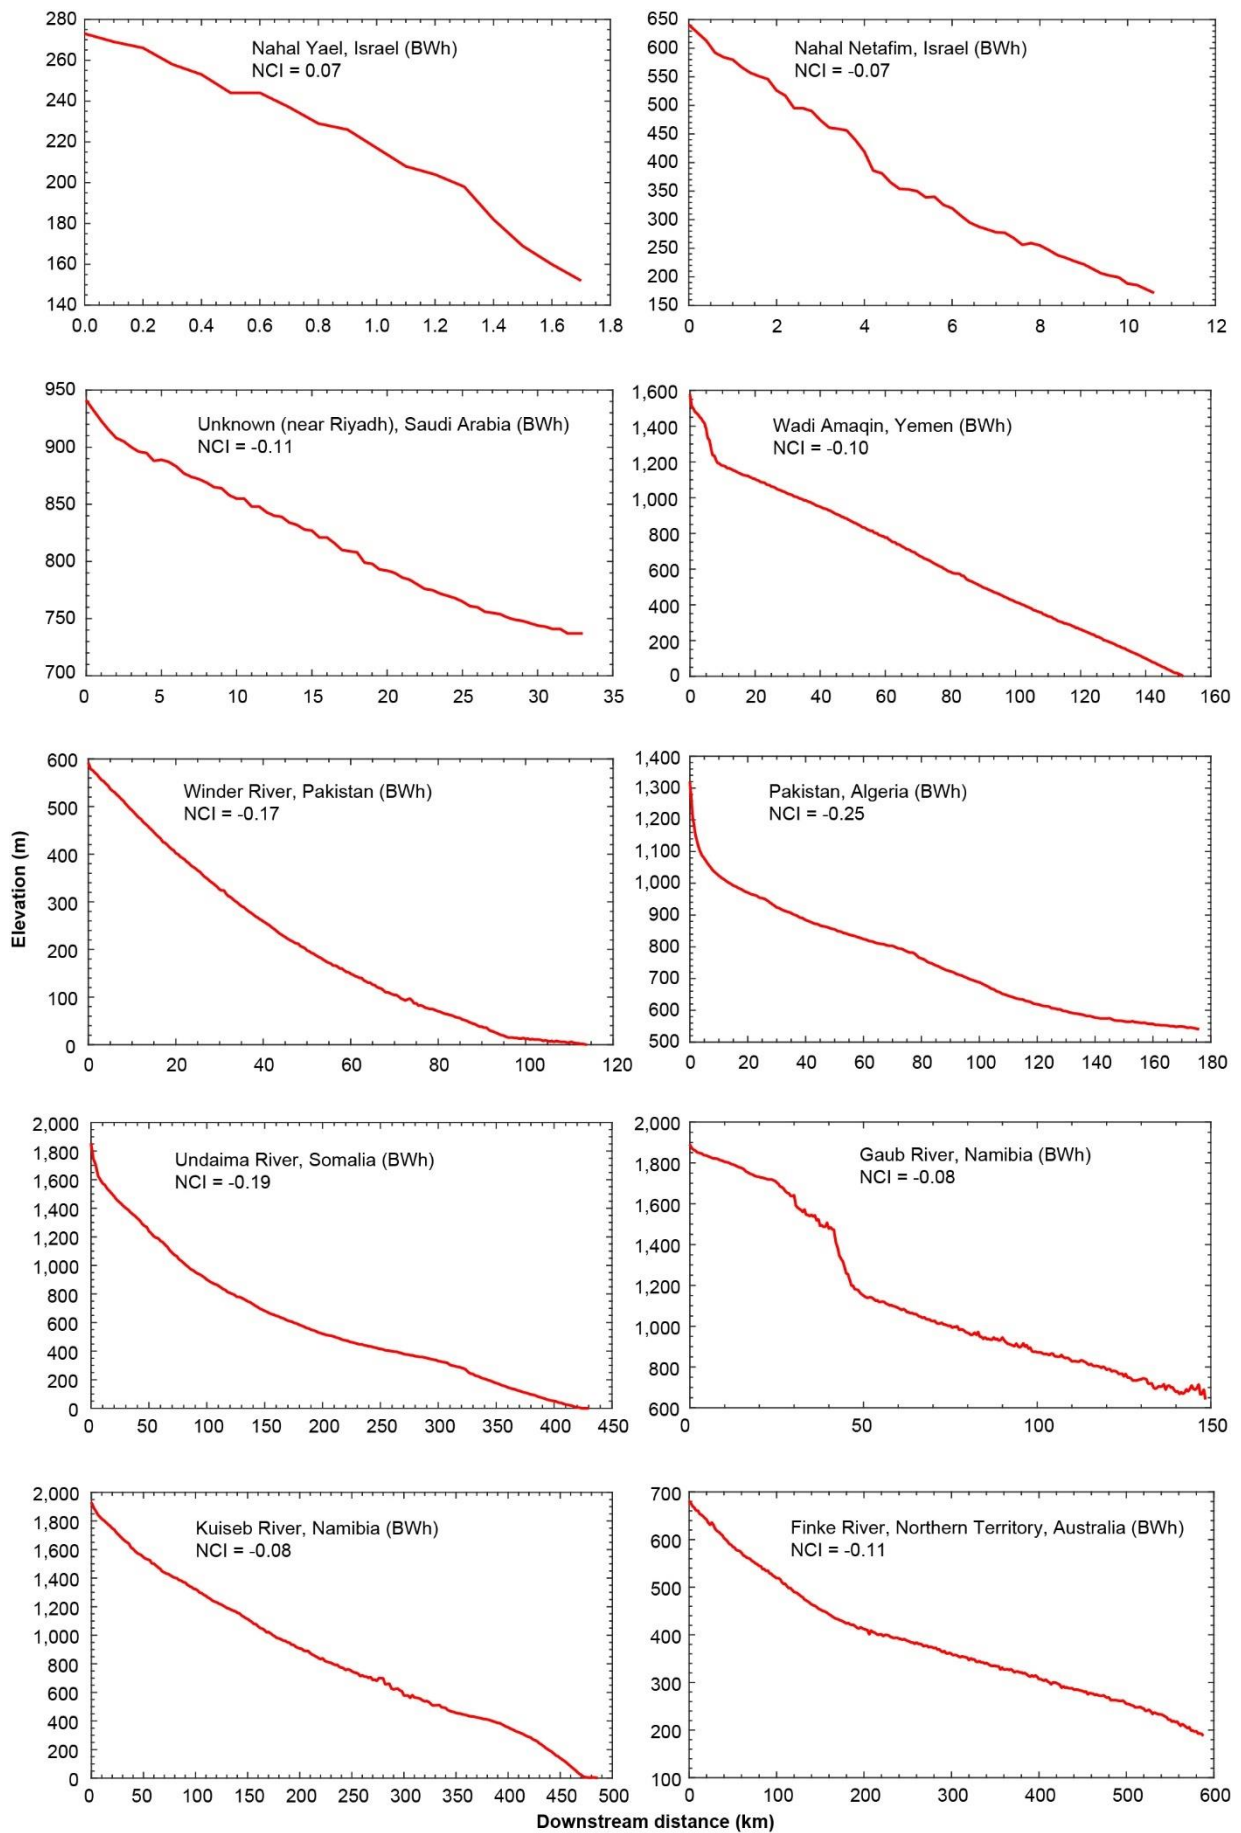 280
260
240
220
200
180
160
140
0.0 0.2 0.4 0.6 0.8 1.0 1.2 1.4 1.6 1.8
Nahal Yael, Israel (BWh)
NCI = 0.07
650
600
550
500
450
400
350
300
250
200
150
0 2 4 6 8 10 12
Nahal Netafim, Israel (BWh)
NCI = -0.07
950
900
850
800
750
700
0 5 10 15 20 25 30 35
Unknown (near Riyadh), Saudi Arabia (BWh)
NCI = -0.11
1,600
1,400
1,200
1,000
800
600
400
200
0
0 20 40 60 80 100 120 140 160
Wadi Amaqin, Yemen (BWh)
NCI = -0.10
Elevation (m)
600
500
400
300
200
100
0
0 20 40 60 80 100 120
Winder River, Pakistan (BWh)
NCI = -0.17
1,400
1,300
1,200
1,100
1,000
900
800
700
600
500
0 20 40 60 80 100 120 140 160 180
Pakistan, Algeria (BWh)
NCI = -0.25
2,000
1,800
1,600
1,400
1,200
1,000
800
600
400
200
0
0 50 100 150 200 250 300 350 400 450
Undaima River, Somalia (BWh)
NCI = -0.19
2,000
1,800
1,600
1,400
1,200
1,000
800
600
0 50 100 150
Gaub River, Namibia (BWh)
NCI = -0.08
2,000
1,800
1,600
1,400
1,200
1,000
800
600
400
200
0
0 50 100 150 200 250 300 350 400 450 500
Kuiseb River, Namibia (BWh)
NCI = -0.08
700
600
500
400
300
200
100
0 100 200 300 400 500 600
Finke River, Northern Territory, Australia (BWh)
NCI = -0.11
Downstream distance (km)